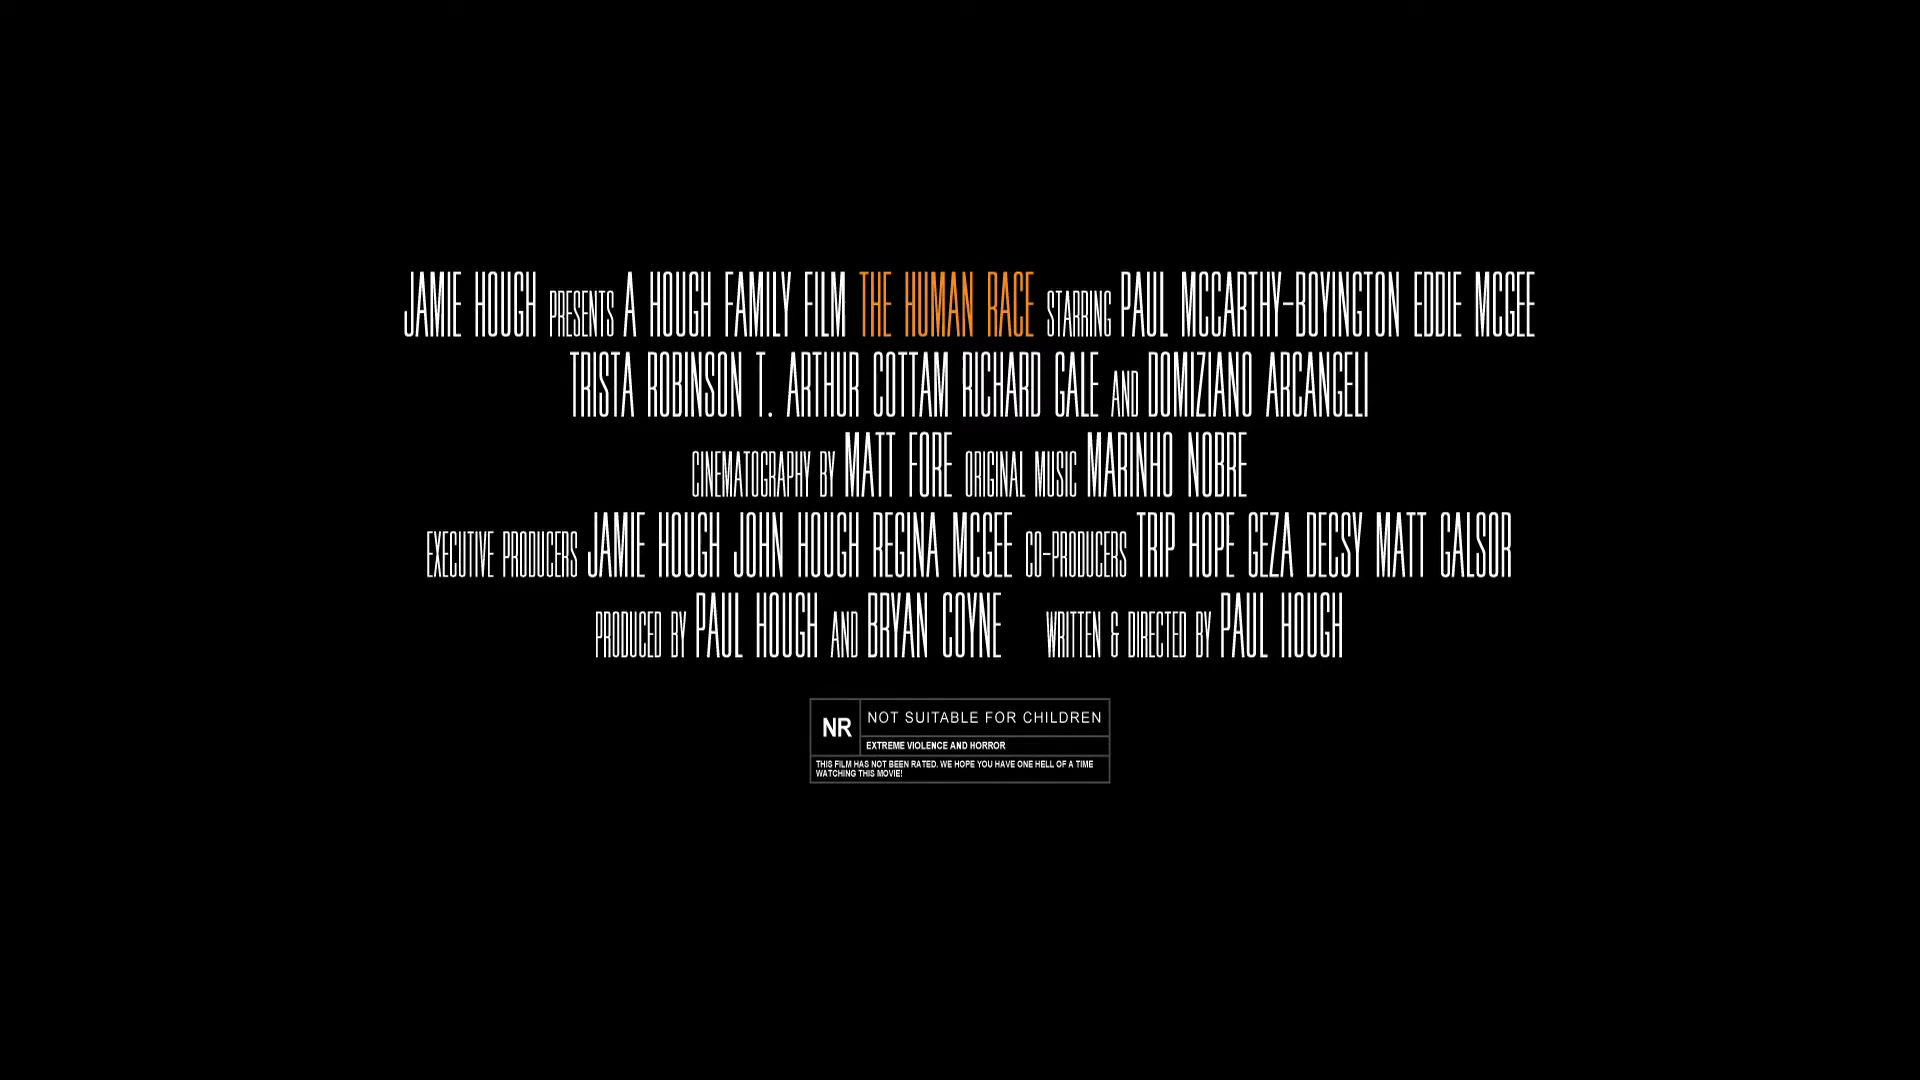 JAMIE HOUGH PRESENTS A HOUGH FAMILY FILM THE HUMAN RACE STARRING PAUL MCCARTHY-BOYINGTON EDDIE MCGEE
TRISTA ROBINSON T. ARTHUR COTTAM RICHARD GALE AND DOMIZIANO ARCANGELI
CINEMATOGRAPHY BY MATT FORE ORIGINAL MUSIC MARINHO NOBRE
EXECUTIVE PRODUCERS JAMIE HOUGH JOHN HOUGH REGINA MCGEE CO-PRODUCERS TRIP HOPE GEZA DECSY MATT GALSOR
PRODUCED BY PAUL HOUGH AND BRYAN COYNE WRITTEN & DIRECTED BY PAUL HOUGH
NR
NOT SUITABLE FOR CHILDREN
EXTREME VIOLENCE AND HORROR
THIS FILM HAS NOT BEEN RATED. WE HOPE YOU HAVE ONE HELL OF A TIME
WATCHING THIS MOVIE!